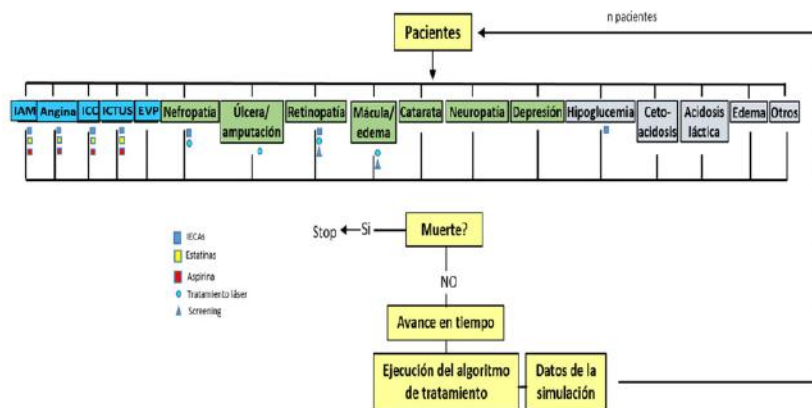 n pacientes
Pacientes
IAM Angina ICC ICTUS EVP Nefropatía Úlcera/ Retinopatía Mácula/ Catarata Neuropatía Depresión Hipoglucemia Ceto- Acidosis Edema Otros
amputación edema acidosis láctica
Stop Si Muerte?
IECAs
Estatinas
Aspirina
Tratamiento láser
Screening
NO
Avance en tiempo
Ejecución del algoritmo Datos de la
de tratamiento simulación